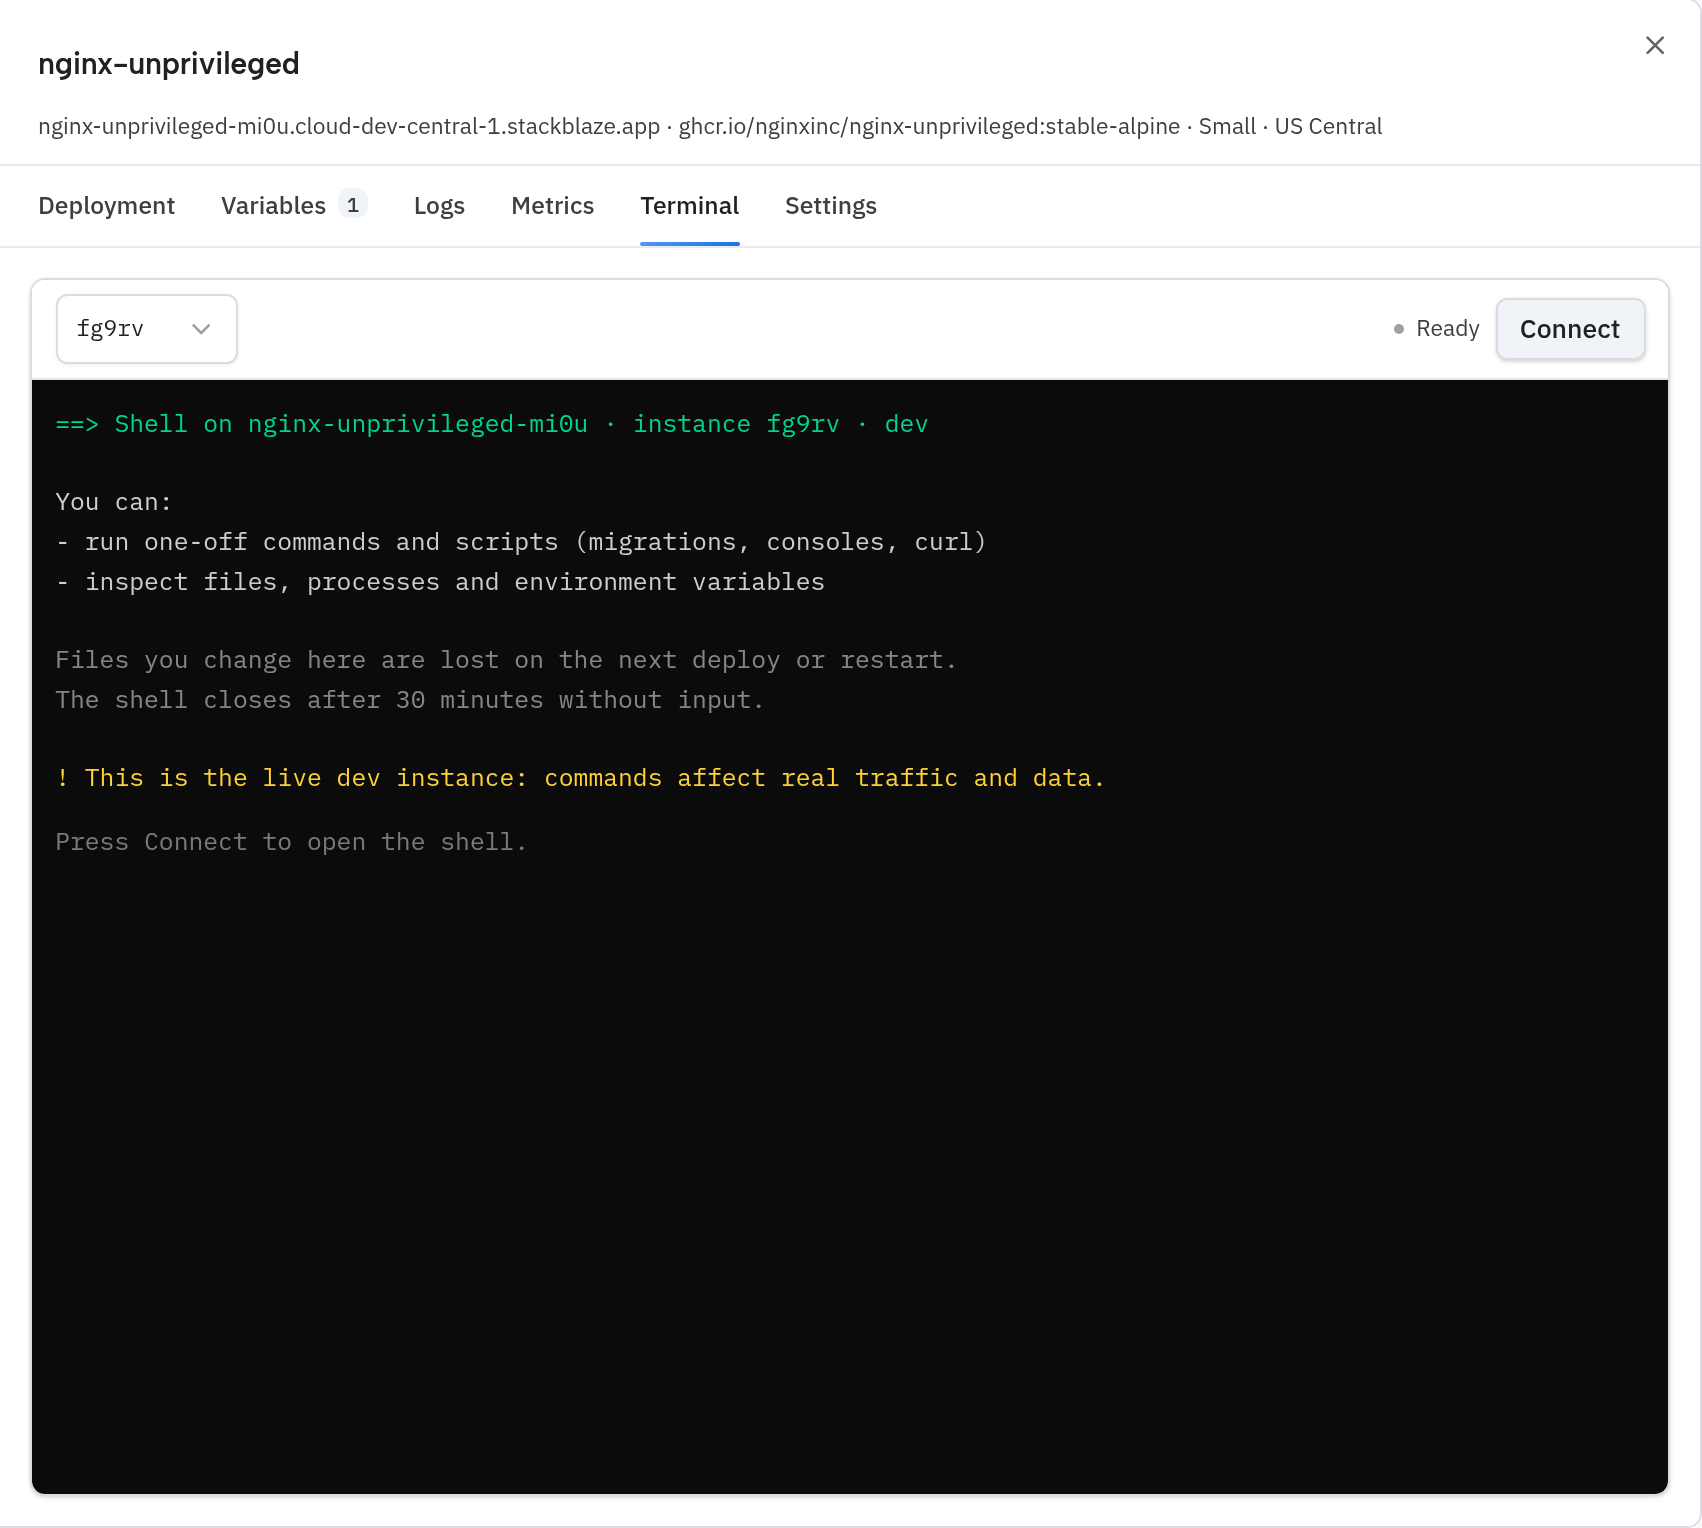 nginx-unprivileged
nginx-unprivileged-mi0u.cloud-dev-central-1.stackblaze.app · ghcr.io/nginxinc/nginx-unprivileged:stable-alpine · Small · US Central
Deployment Variables 1 Logs Metrics Terminal Settings
fg9rv Ready Connect
==> Shell on nginx-unprivileged-mi0u · instance fg9rv · dev
You can:
- run one-off commands and scripts (migrations, consoles, curl)
- inspect files, processes and environment variables
Files you change here are lost on the next deploy or restart.
The shell closes after 30 minutes without input.
! This is the live dev instance: commands affect real traffic and data.
Press Connect to open the shell.